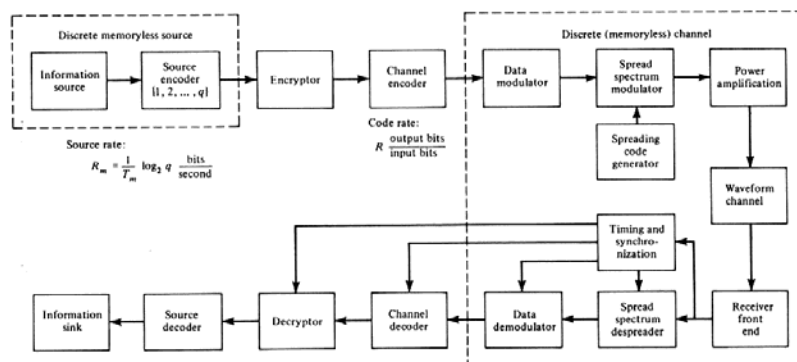 Discrete memoryless source
Discrete (memoryless) channel
Information
source
Source
encoder
[1, 2, ... , q]
Encryptor
Channel
encoder
Data
modulator
Spread
spectrum
modulator
Power
amplification
Source rate:
R_m = 1/T_m log₂ q bits/second
Code rate:
R output bits/input bits
Spreading
code
generator
Waveform
channel
Timing and
synchro-
nization
Information
sink
Source
decoder
Decryptor
Channel
decoder
Data
demodulator
Spread
spectrum
despreader
Receiver
front
end